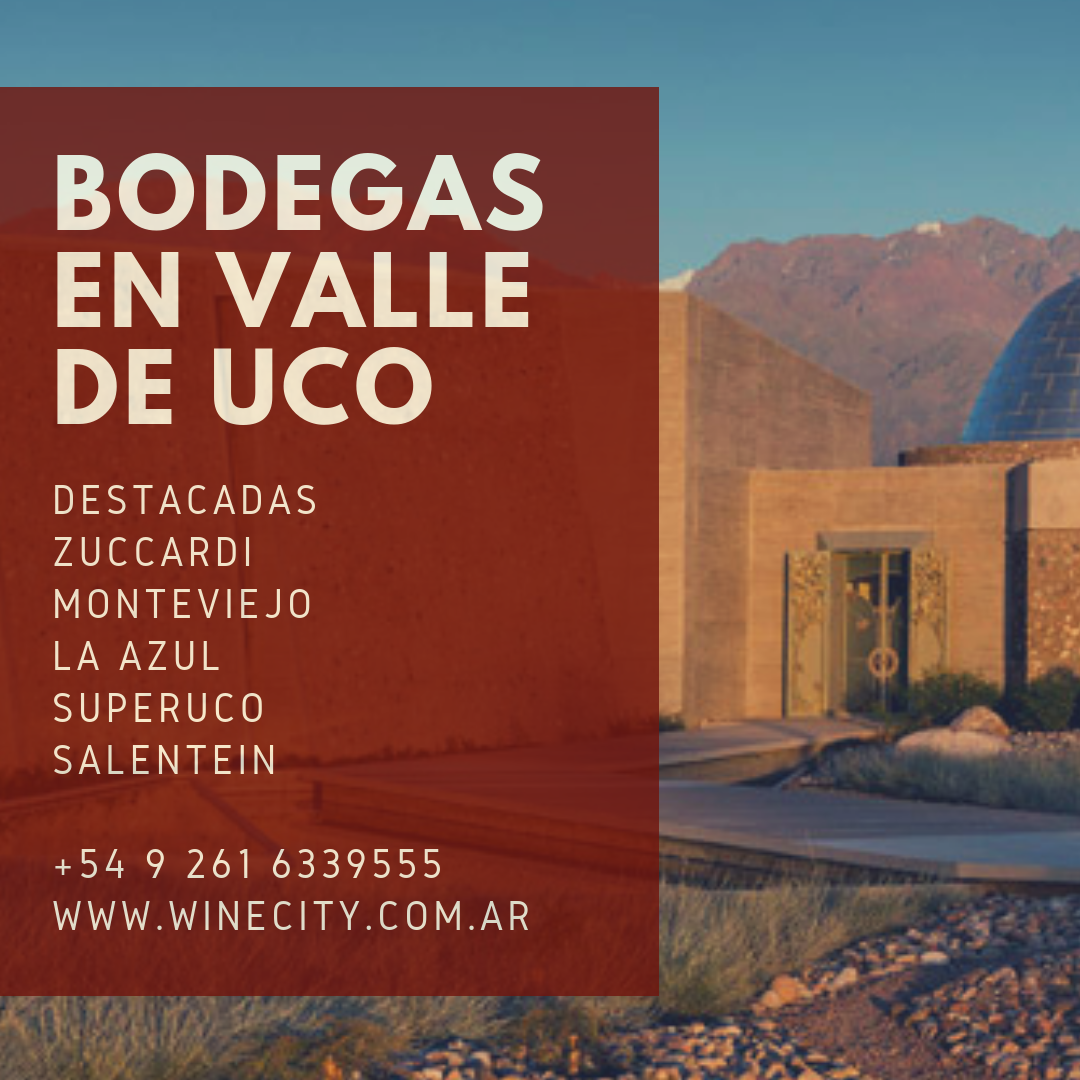 BODEGAS
EN VALLE
DE UCO
DESTACADAS
ZUCCARDI
MONTEVIEJO
LA AZUL
SUPERUCO
SALENTEIN
+54 9 261 6339555
WWW.WINECITY.COM.AR